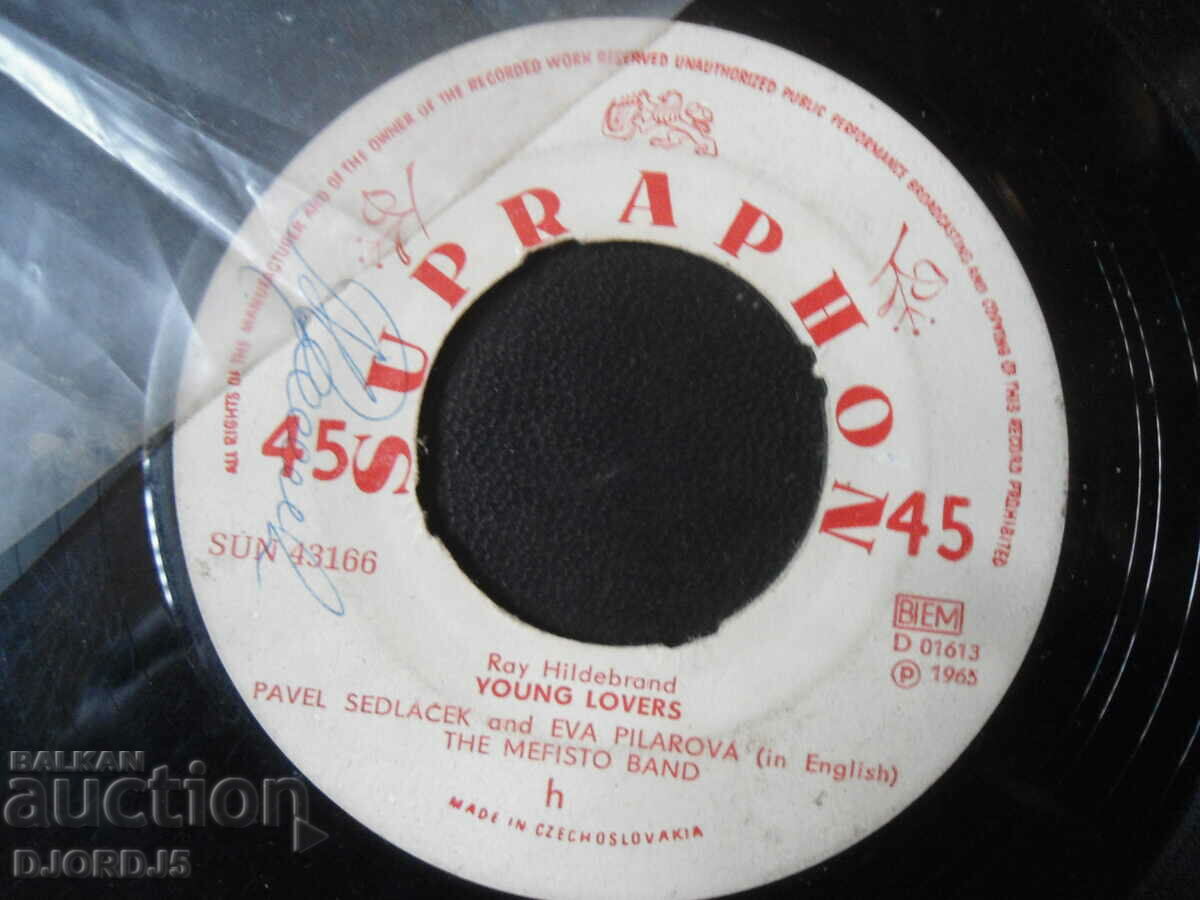 ALL RIGHTS OF THE MANUFACTURER AND OF THE OWNER OF THE RECORDED WORK RESERVED UNAUTHORIZED PUBLIC PERFORMANCE BROADCASTING AND COPYING OF THIS RECORD PROHIBITED
SUPRAPHON
45
45
SUN 43166
BIEM
D 01613
Ⓟ 1965
Ray Hildebrand
YOUNG LOVERS
PAVEL SEDLÁČEK and EVA PILAROVÁ (in English)
THE MEFISTO BAND
h
MADE IN CZECHOSLOVAKIA
BALKAN
auction
DJORDJ5